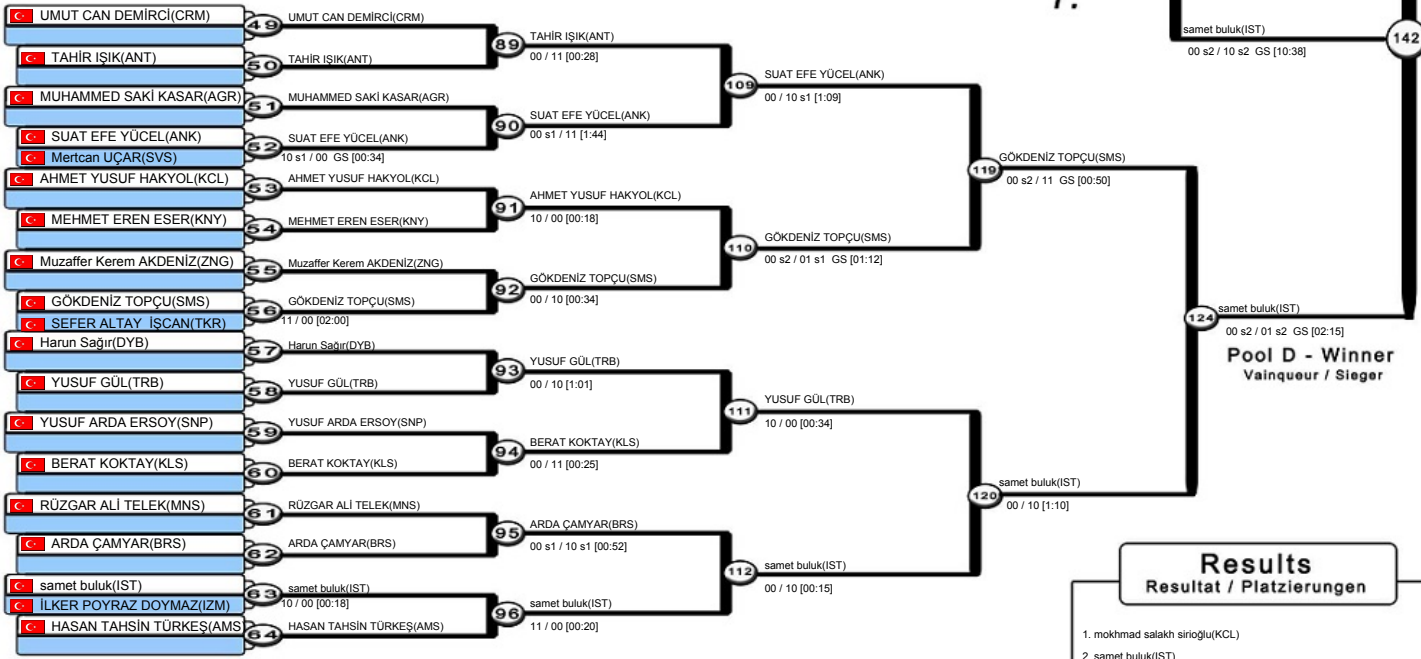 UMUT CAN DEMİRCİ(CRM)
TAHİR IŞIK(ANT)
MUHAMMED SAKİ KASAR(AGR)
SUAT EFE YÜCEL(ANK)
Mertcan UÇAR(SVS)
AHMET YUSUF HAKYOL(KCL)
MEHMET EREN ESER(KNY)
Muzaffer Kerem AKDENİZ(ZNG)
GÖKDENİZ TOPÇU(SMS)
SEFER ALTAY İŞCAN(TKR)
Harun Sağır(DYB)
YUSUF GÜL(TRB)
YUSUF ARDA ERSOY(SNP)
BERAT KOKTAY(KLS)
RÜZGAR ALİ TELEK(MNS)
ARDA ÇAMYAR(BRS)
samet buluk(IST)
İLKER POYRAZ DOYMAZ(IZM)
HASAN TAHSİN TÜRKEŞ(AMS
49
50
51
52
53
54
55
56
57
58
59
60
61
62
63
64
UMUT CAN DEMİRCİ(CRM)
TAHİR IŞIK(ANT)
MUHAMMED SAKİ KASAR(AGR)
SUAT EFE YÜCEL(ANK)
10 s1 / 00 GS [00:34]
AHMET YUSUF HAKYOL(KCL)
MEHMET EREN ESER(KNY)
Muzaffer Kerem AKDENİZ(ZNG)
GÖKDENİZ TOPÇU(SMS)
11 / 00 [02:00]
Harun Sağır(DYB)
YUSUF GÜL(TRB)
YUSUF ARDA ERSOY(SNP)
BERAT KOKTAY(KLS)
RÜZGAR ALİ TELEK(MNS)
ARDA ÇAMYAR(BRS)
samet buluk(IST)
10 / 00 [00:18]
HASAN TAHSİN TÜRKEŞ(AMS)
89
90
91
92
93
94
95
96
TAHİR IŞIK(ANT)
00 / 11 [00:28]
SUAT EFE YÜCEL(ANK)
00 s1 / 11 [1:44]
AHMET YUSUF HAKYOL(KCL)
10 / 00 [00:18]
GÖKDENİZ TOPÇU(SMS)
00 / 10 [00:34]
YUSUF GÜL(TRB)
00 / 10 [1:01]
BERAT KOKTAY(KLS)
00 / 11 [00:25]
ARDA ÇAMYAR(BRS)
00 s1 / 10 s1 [00:52]
samet buluk(IST)
11 / 00 [00:20]
109
110
111
112
SUAT EFE YÜCEL(ANK)
00 / 10 s1 [1:09]
GÖKDENİZ TOPÇU(SMS)
00 s2 / 01 s1 GS [01:12]
YUSUF GÜL(TRB)
10 / 00 [00:34]
samet buluk(IST)
00 / 10 [00:15]
119
120
GÖKDENİZ TOPÇU(SMS)
00 s2 / 11 GS [00:50]
samet buluk(IST)
00 / 10 [1:10]
124
samet buluk(IST)
00 s2 / 01 s2 GS [02:15]
Pool D - Winner
Vainqueur / Sieger
samet buluk(IST)
00 s2 / 10 s2 GS [10:38]
142
Results
Resultat / Platzierungen
1. mokhmad salakh sirioğlu(KCL)
2. samet buluk(IST)